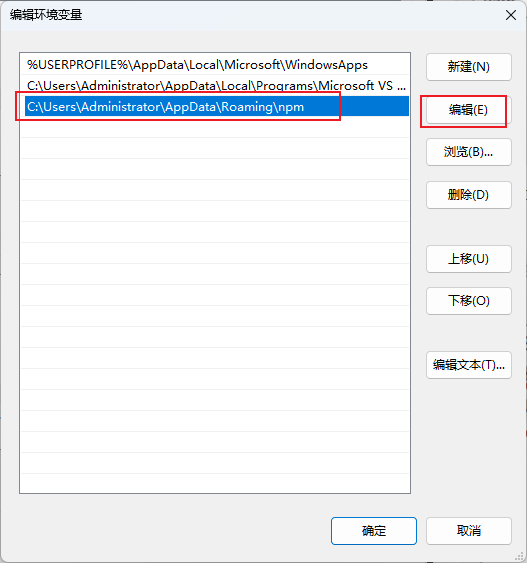 编辑环境变量
%USERPROFILE%\AppData\Local\Microsoft\WindowsApps
C:\Users\Administrator\AppData\Local\Programs\Microsoft VS ...
C:\Users\Administrator\AppData\Roaming\npm
新建(N)
编辑(E)
浏览(B)...
删除(D)
上移(U)
下移(O)
编辑文本(T)...
确定
取消